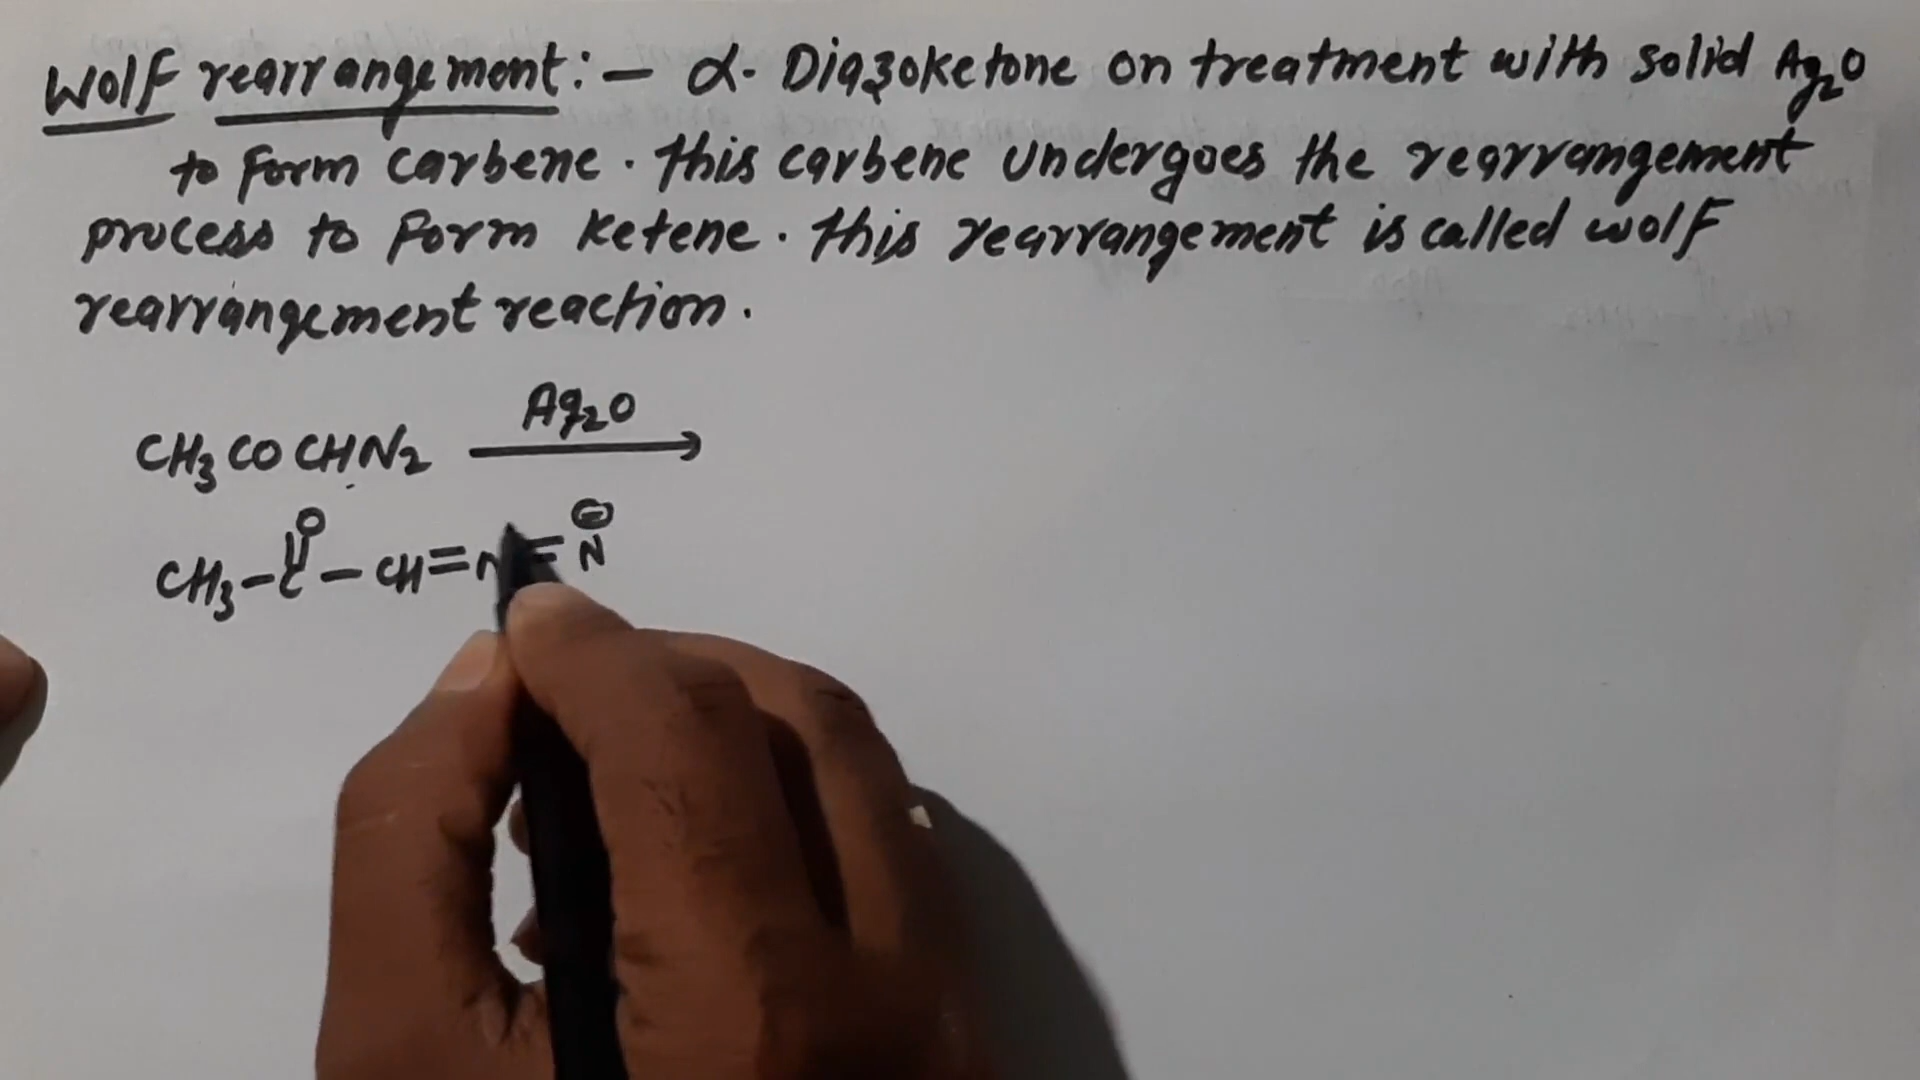 Wolf rearrangement:- α- Diazoketone on treatment with solid Ag₂O
to form carbene. this carbene undergoes the rearrangement
process to form ketene. this rearrangement is called wolf
rearrangement reaction.
Ag₂O
CH₃COCHN₂ ⟶
O ⊖
CH₃-C-CH=N=N